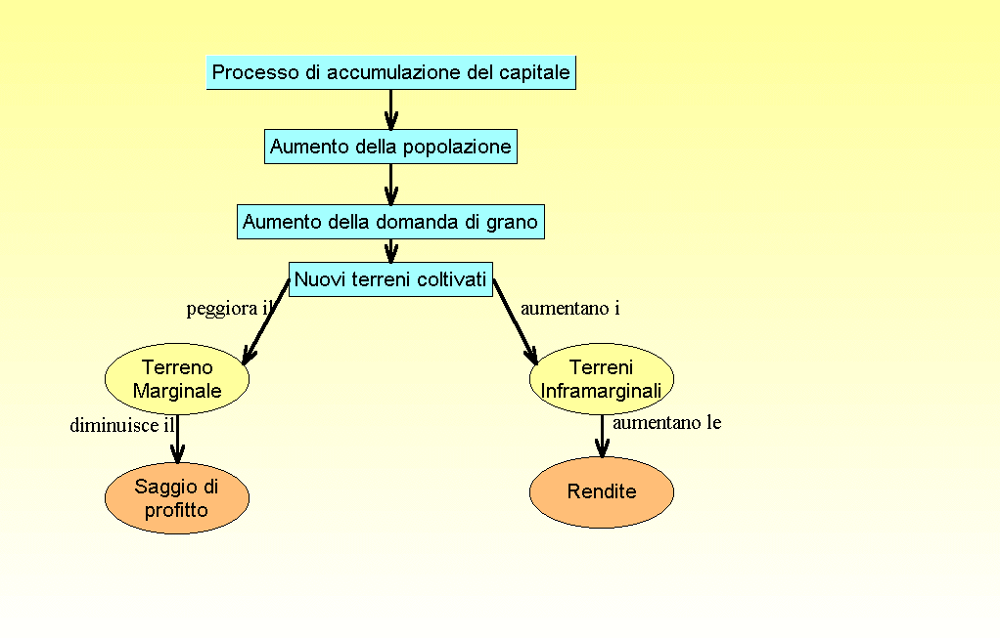 Processo di accumulazione del capitale
Aumento della popolazione
Aumento della domanda di grano
Nuovi terreni coltivati
peggiora il
aumentano i
Terreno
Marginale
Terreni
Inframarginali
diminuisce il
aumentano le
Saggio di
profitto
Rendite